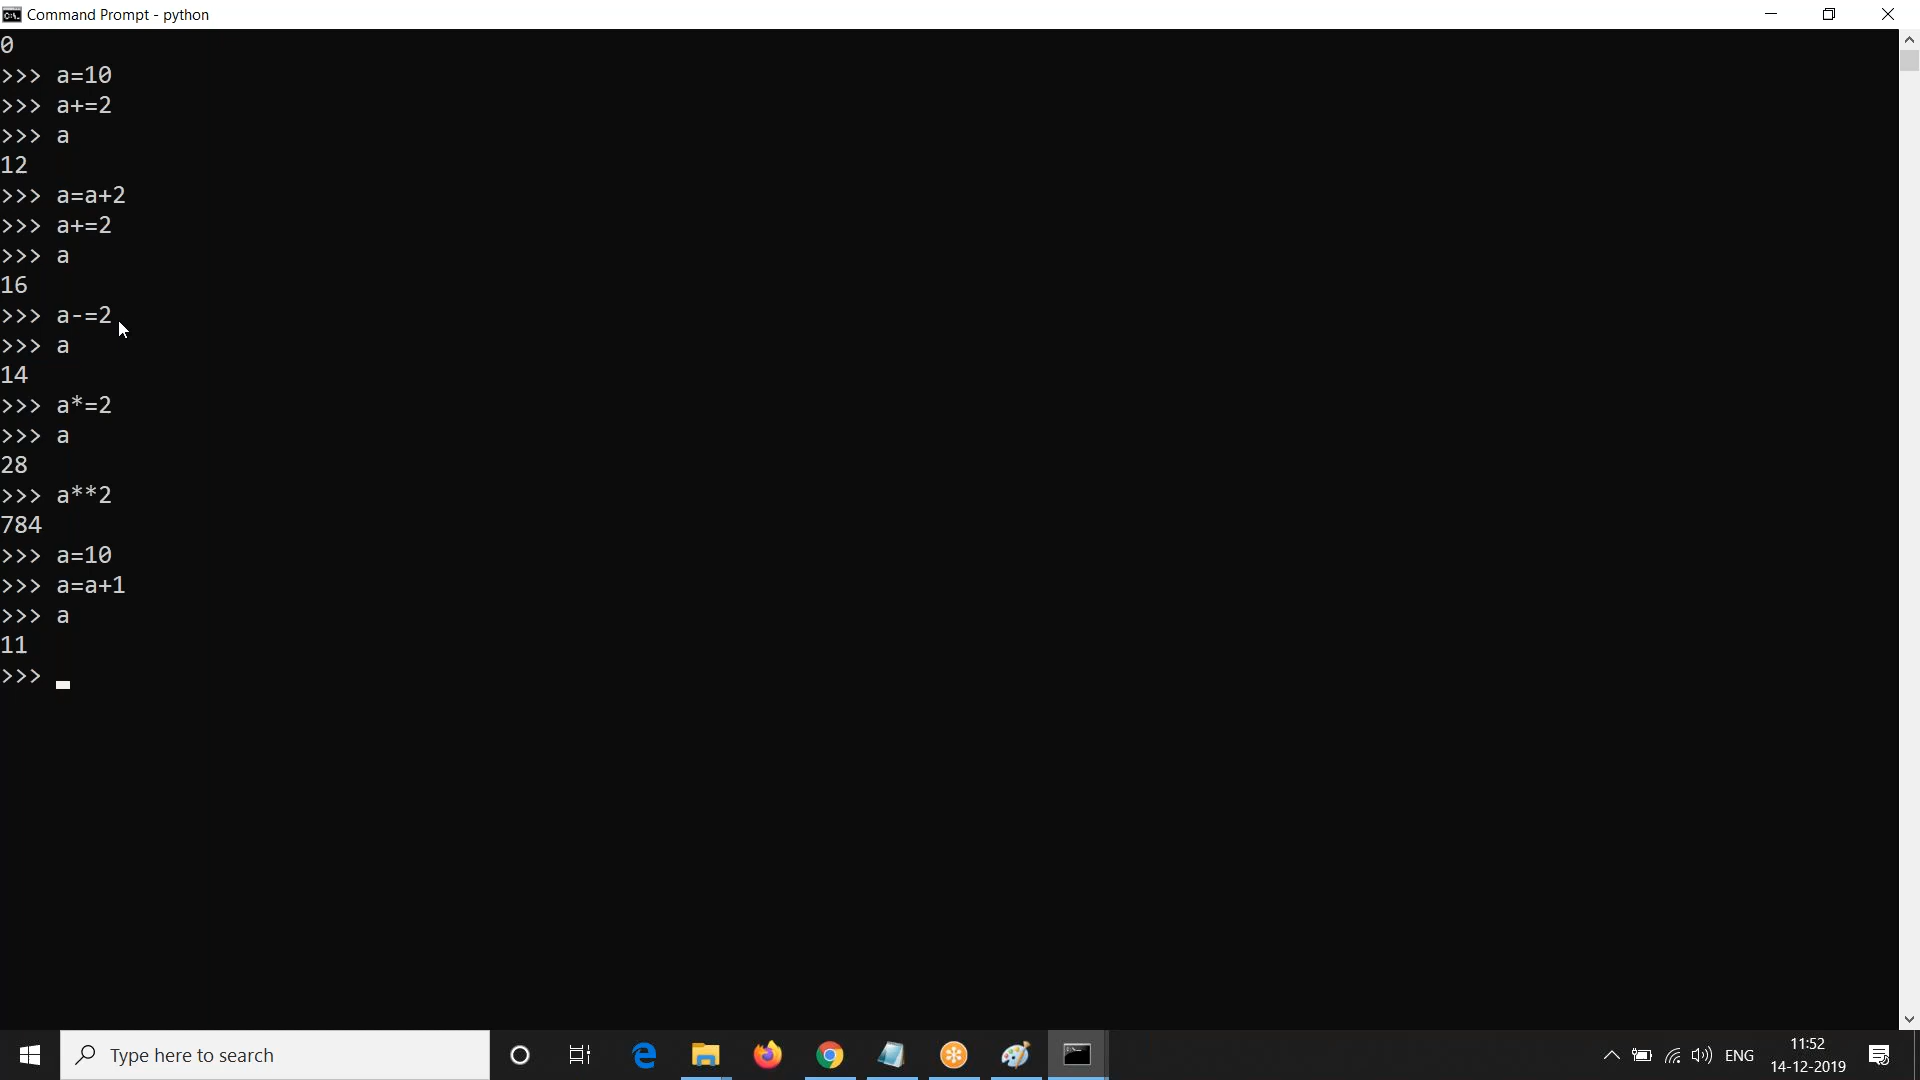 Command Prompt - python
0
>>> a=10
>>> a+=2
>>> a
12
>>> a=a+2
>>> a+=2
>>> a
16
>>> a-=2
>>> a
14
>>> a*=2
>>> a
28
>>> a**2
784
>>> a=10
>>> a=a+1
>>> a
11
>>>
Type here to search
ENG
11:52
14-12-2019